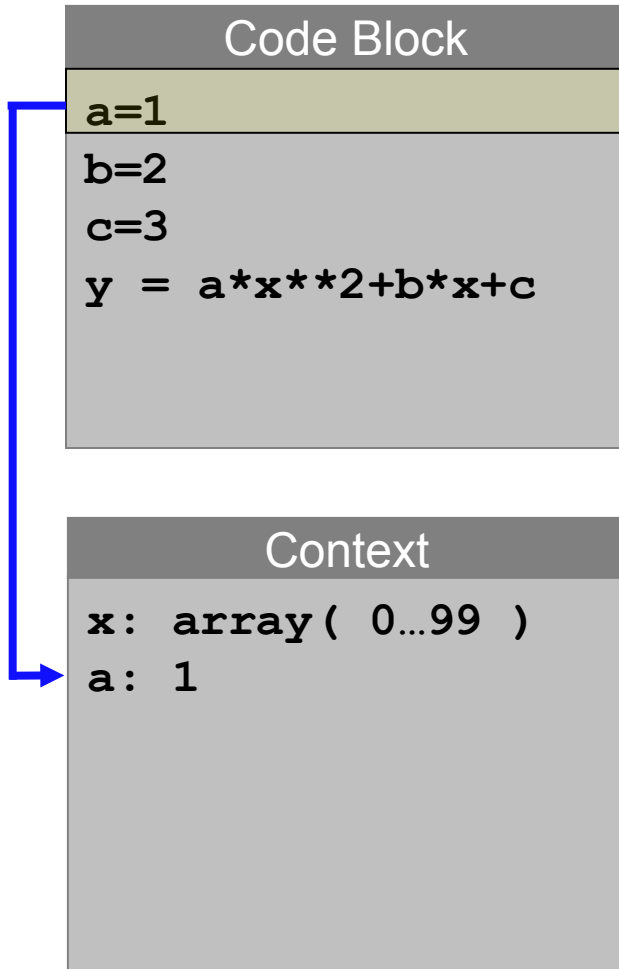 Code Block
a=1
b=2
c=3
y = a*x**2+b*x+c
Context
x: array( 0…99 )
a: 1